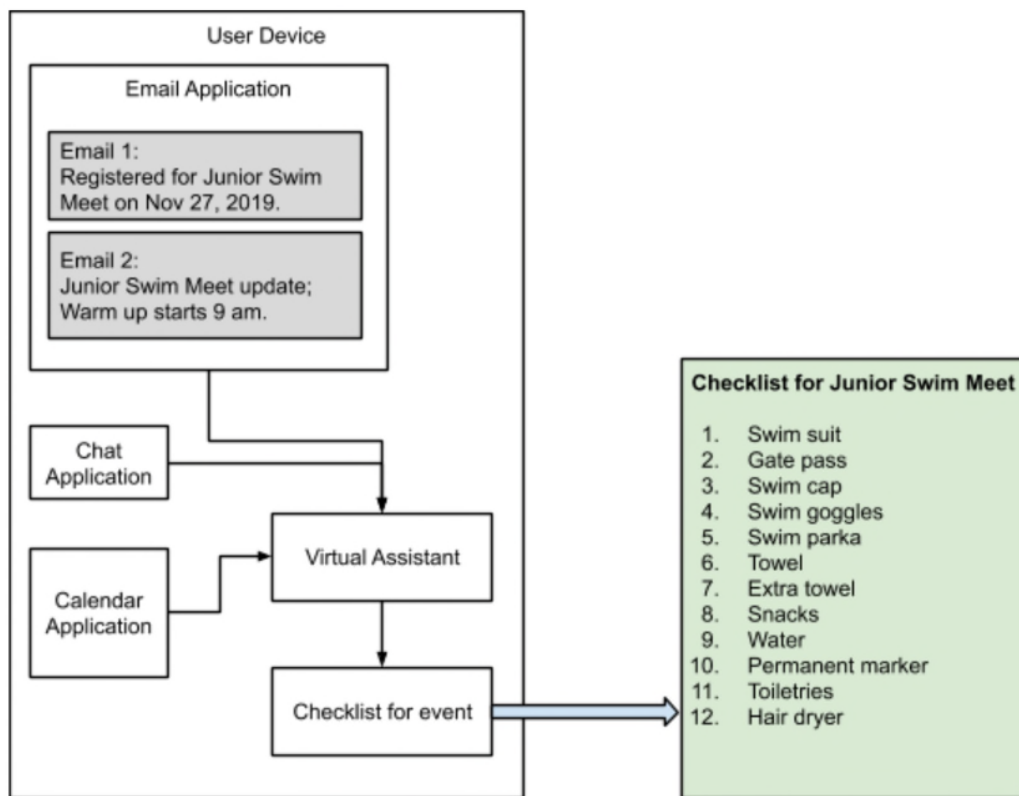 User Device
Email Application
Email 1:
Registered for Junior Swim
Meet on Nov 27, 2019.
Email 2:
Junior Swim Meet update;
Warm up starts 9 am.
Chat
Application
Calendar
Application
Virtual Assistant
Checklist for event
Checklist for Junior Swim Meet
1. Swim suit
2. Gate pass
3. Swim cap
4. Swim goggles
5. Swim parka
6. Towel
7. Extra towel
8. Snacks
9. Water
10. Permanent marker
11. Toiletries
12. Hair dryer